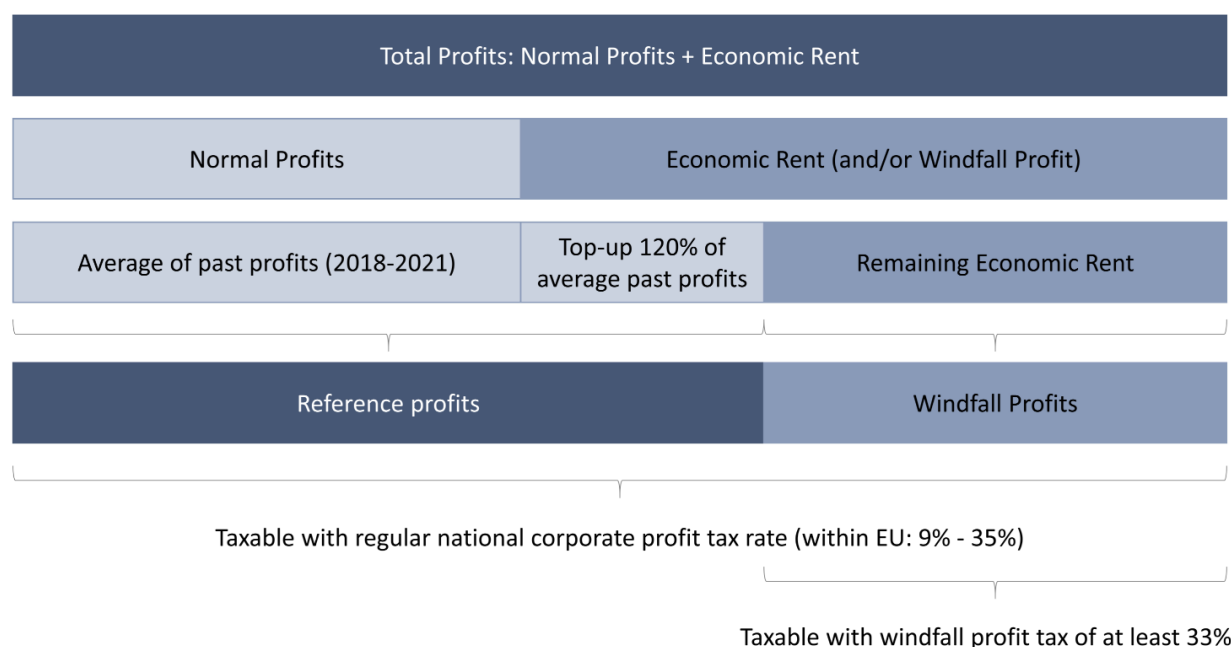 Total Profits: Normal Profits + Economic Rent
Normal Profits
Economic Rent (and/or Windfall Profit)
Average of past profits (2018-2021)
Top-up 120% of
average past profits
Remaining Economic Rent
Reference profits
Windfall Profits
Taxable with regular national corporate profit tax rate (within EU: 9% - 35%)
Taxable with windfall profit tax of at least 33%